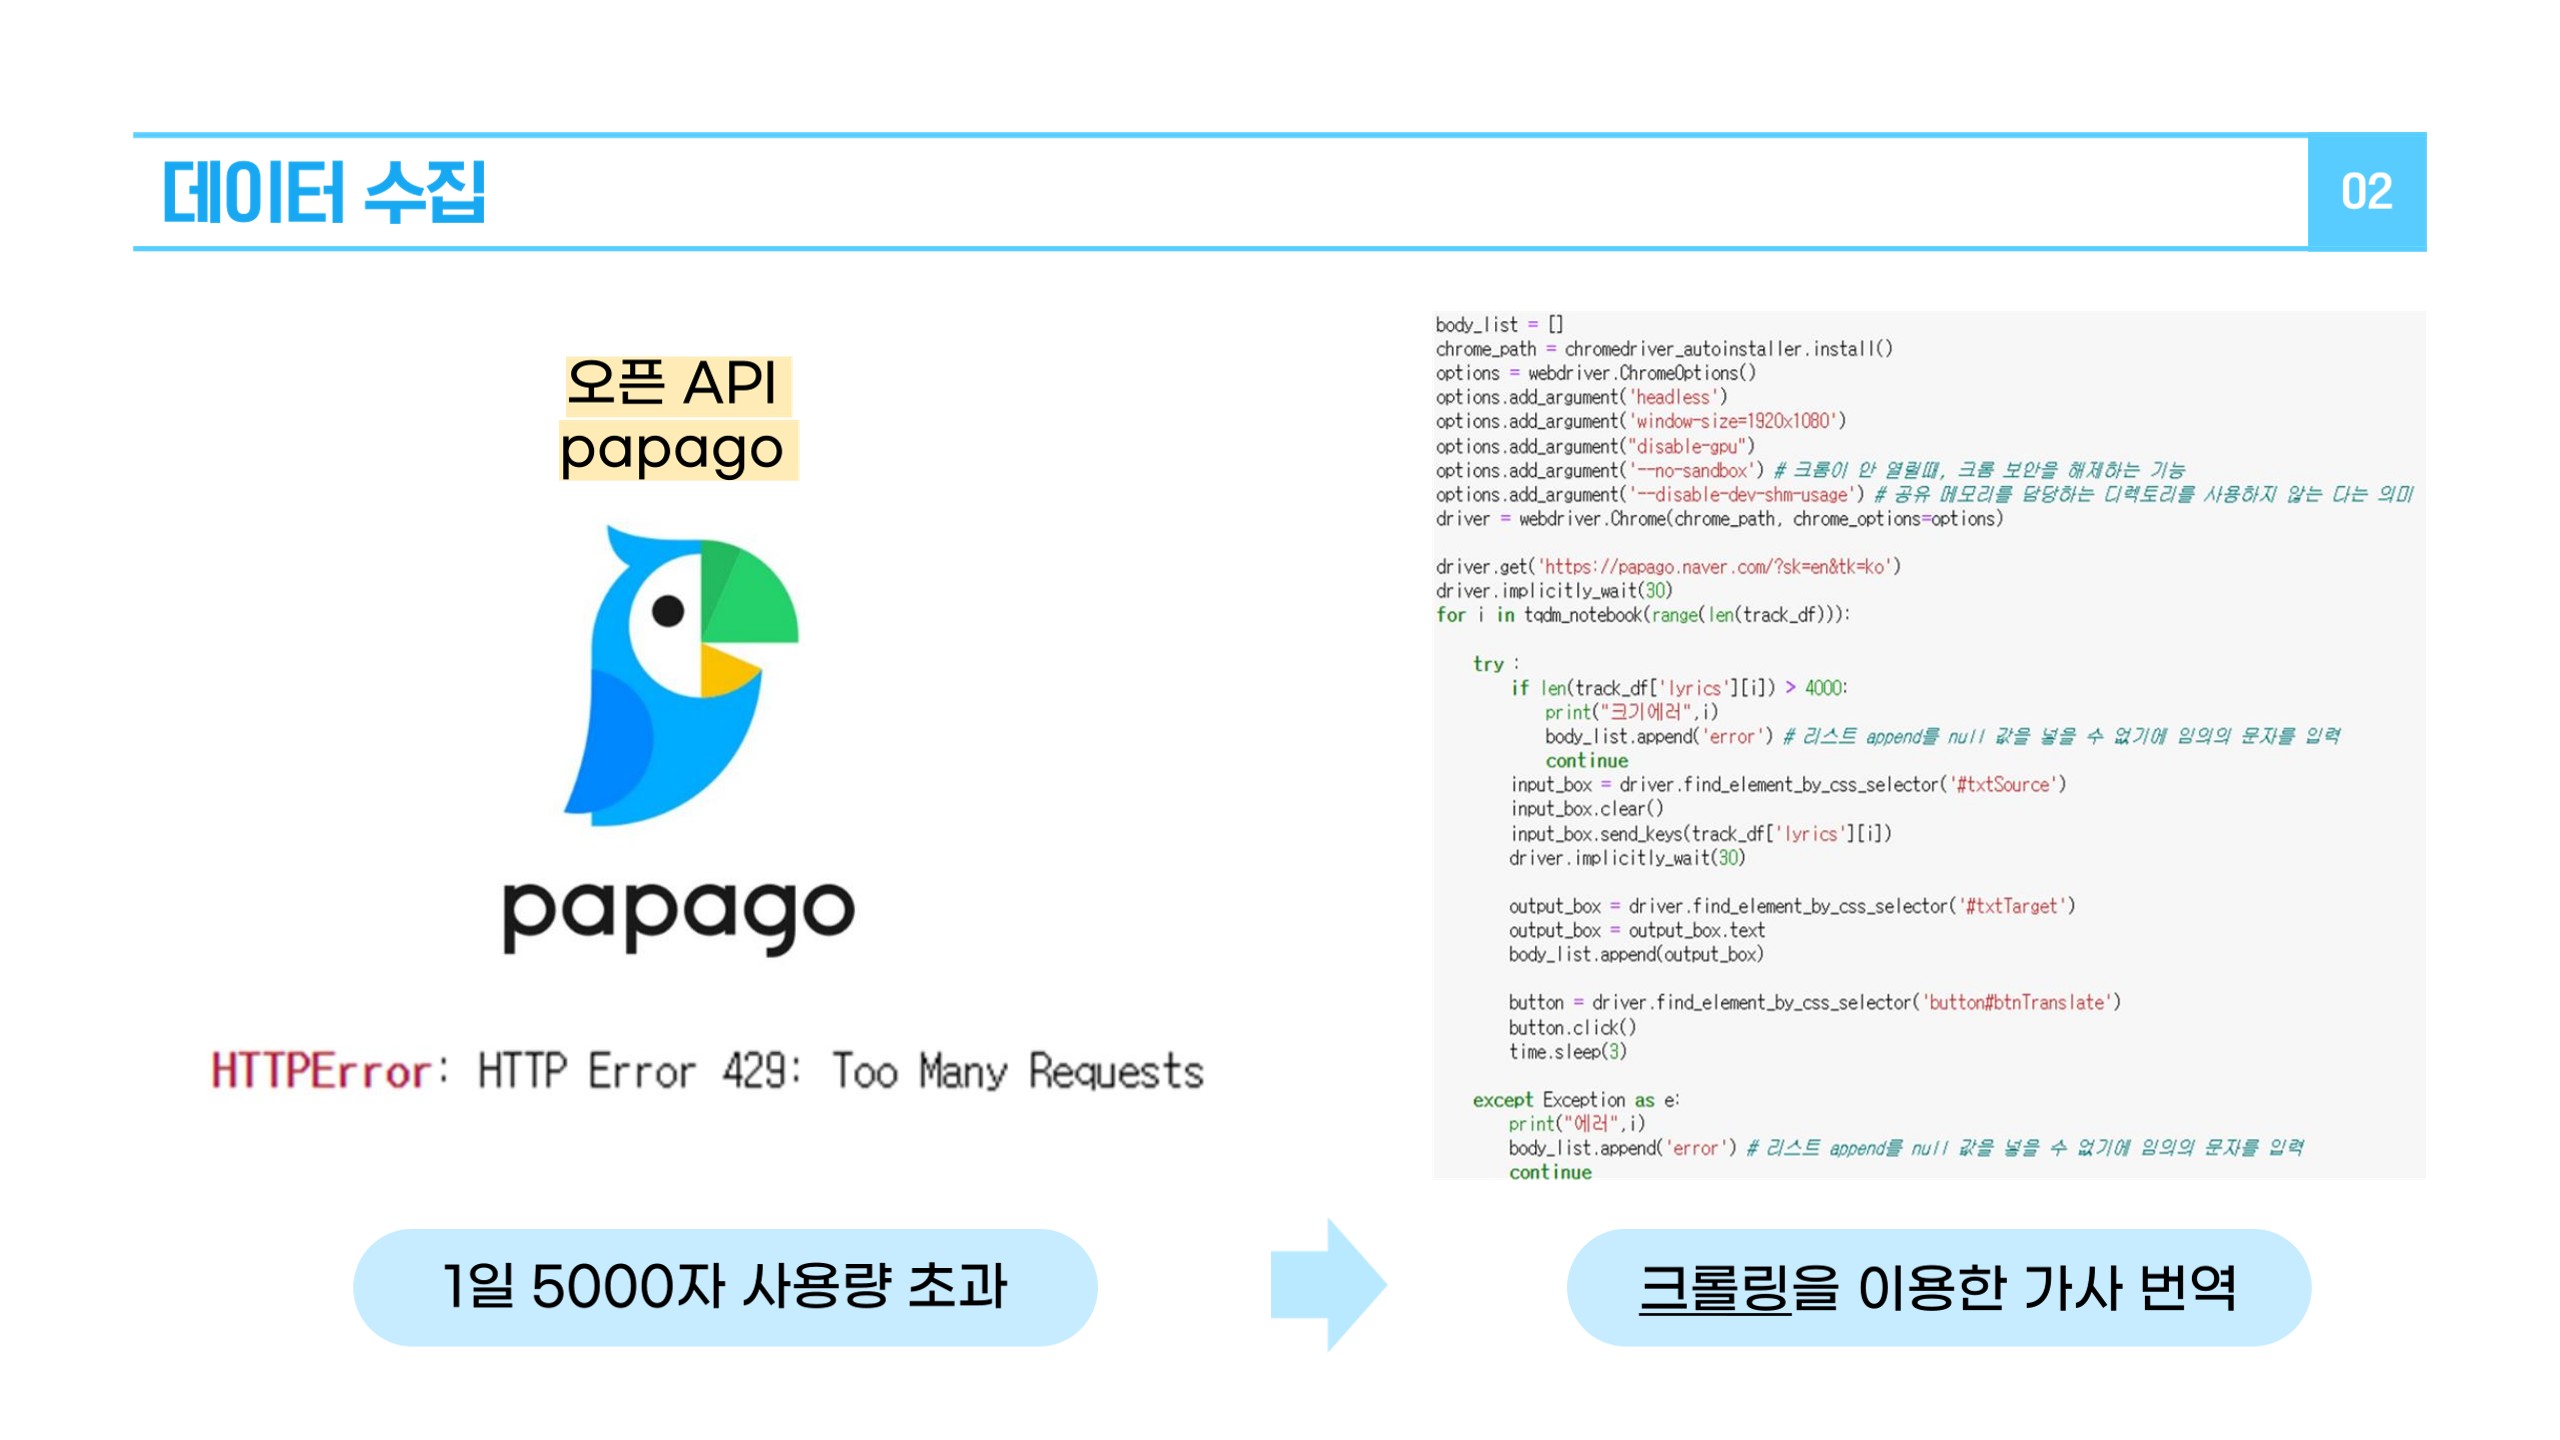 데이터 수집
02
오픈 API
papago
papago
HTTPError: HTTP Error 429: Too Many Requests
1일 5000자 사용량 초과
body_list = []
chrome_path = chromedriver_autoinstaller.install()
options = webdriver.ChromeOptions()
options.add_argument('headless')
options.add_argument('window-size=1920x1080')
options.add_argument("disable-gpu")
options.add_argument('--no-sandbox') # 크롬이 안 열릴때, 크롬 보안을 해제하는 기능
options.add_argument('--disable-dev-shm-usage') # 공유 메모리를 담당하는 디렉토리를 사용하지 않는 다는 의미
driver = webdriver.Chrome(chrome_path, chrome_options=options)
driver.get('https://papago.naver.com/?sk=en&tk=ko')
driver.implicitly_wait(30)
for i in tqdm_notebook(range(len(track_df))):
try :
if len(track_df['lyrics'][i]) > 4000:
print("크기에러",i)
body_list.append('error') # 리스트 append를 null 값을 넣을 수 없기에 임의의 문자를 입력
continue
input_box = driver.find_element_by_css_selector('#txtSource')
input_box.clear()
input_box.send_keys(track_df['lyrics'][i])
driver.implicitly_wait(30)
output_box = driver.find_element_by_css_selector('#txtTarget')
output_box = output_box.text
body_list.append(output_box)
button = driver.find_element_by_css_selector('button#btnTranslate')
button.click()
time.sleep(3)
except Exception as e:
print("에러",i)
body_list.append('error') # 리스트 append를 null 값을 넣을 수 없기에 임의의 문자를 입력
continue
크롤링을 이용한 가사 번역